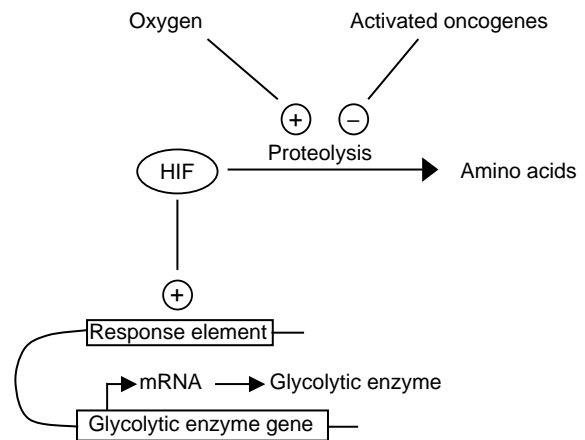 Oxygen
Activated oncogenes
+
−
Proteolysis
HIF
Amino acids
+
Response element
mRNA
Glycolytic enzyme
Glycolytic enzyme gene